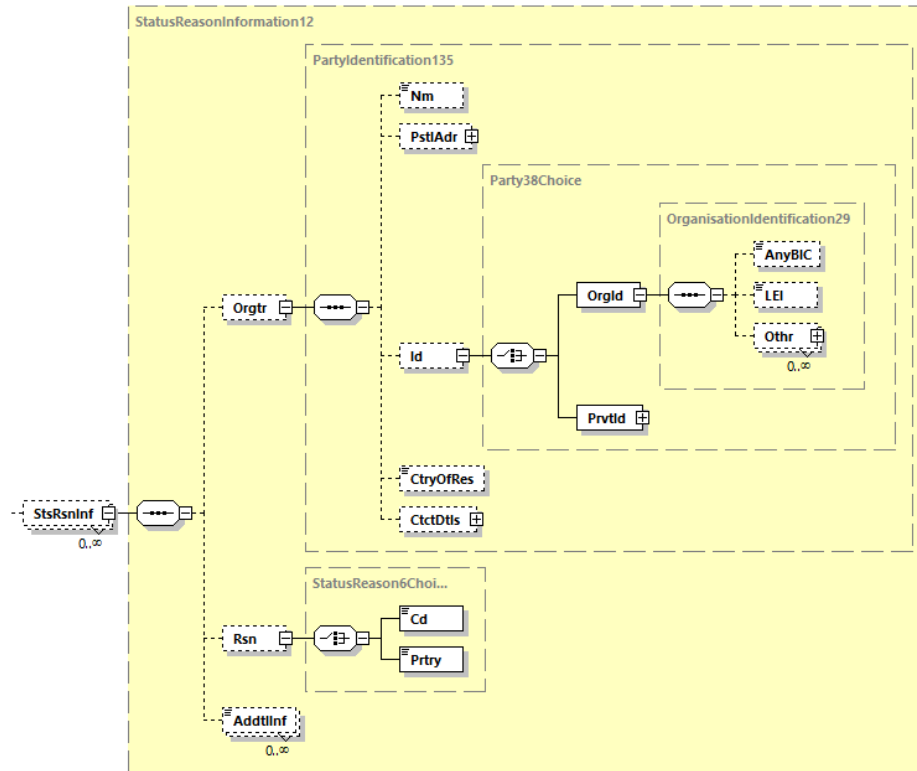 StatusReasonInformation12
PartyIdentification135
Nm
PstlAdr
Party38Choice
OrganisationIdentification29
AnyBIC
OrgId
LEI
Orgtr
Othr
Id
0..∞
PrvtId
CtryOfRes
StsRsnInf
CtctDtls
0..∞
StatusReason6Choi...
Cd
Rsn
Prtry
AddtlInf
0..∞